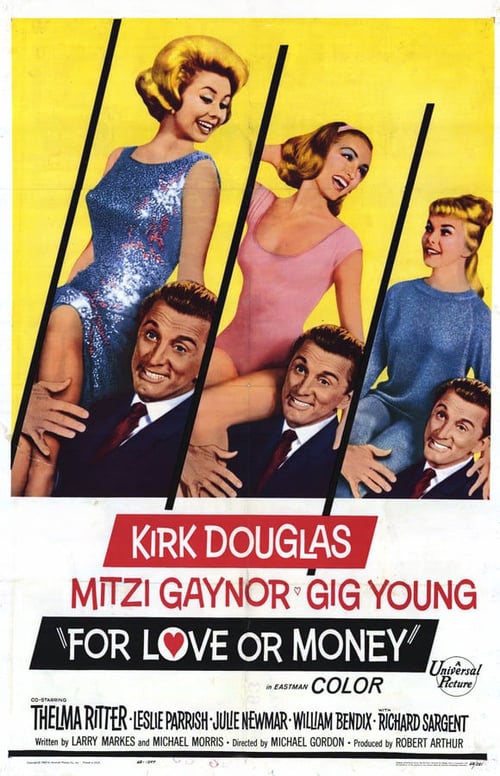 KIRK DOUGLAS
MITZI GAYNOR · GIG YOUNG
"FOR LOVE OR MONEY"
in EASTMAN COLOR
A
Universal
Picture
CO-STARRING
THELMA RITTER · LESLIE PARRISH · JULIE NEWMAR · WILLIAM BENDIX · WITH RICHARD SARGENT
Written by LARRY MARKES and MICHAEL MORRIS · Directed by MICHAEL GORDON · Produced by ROBERT ARTHUR